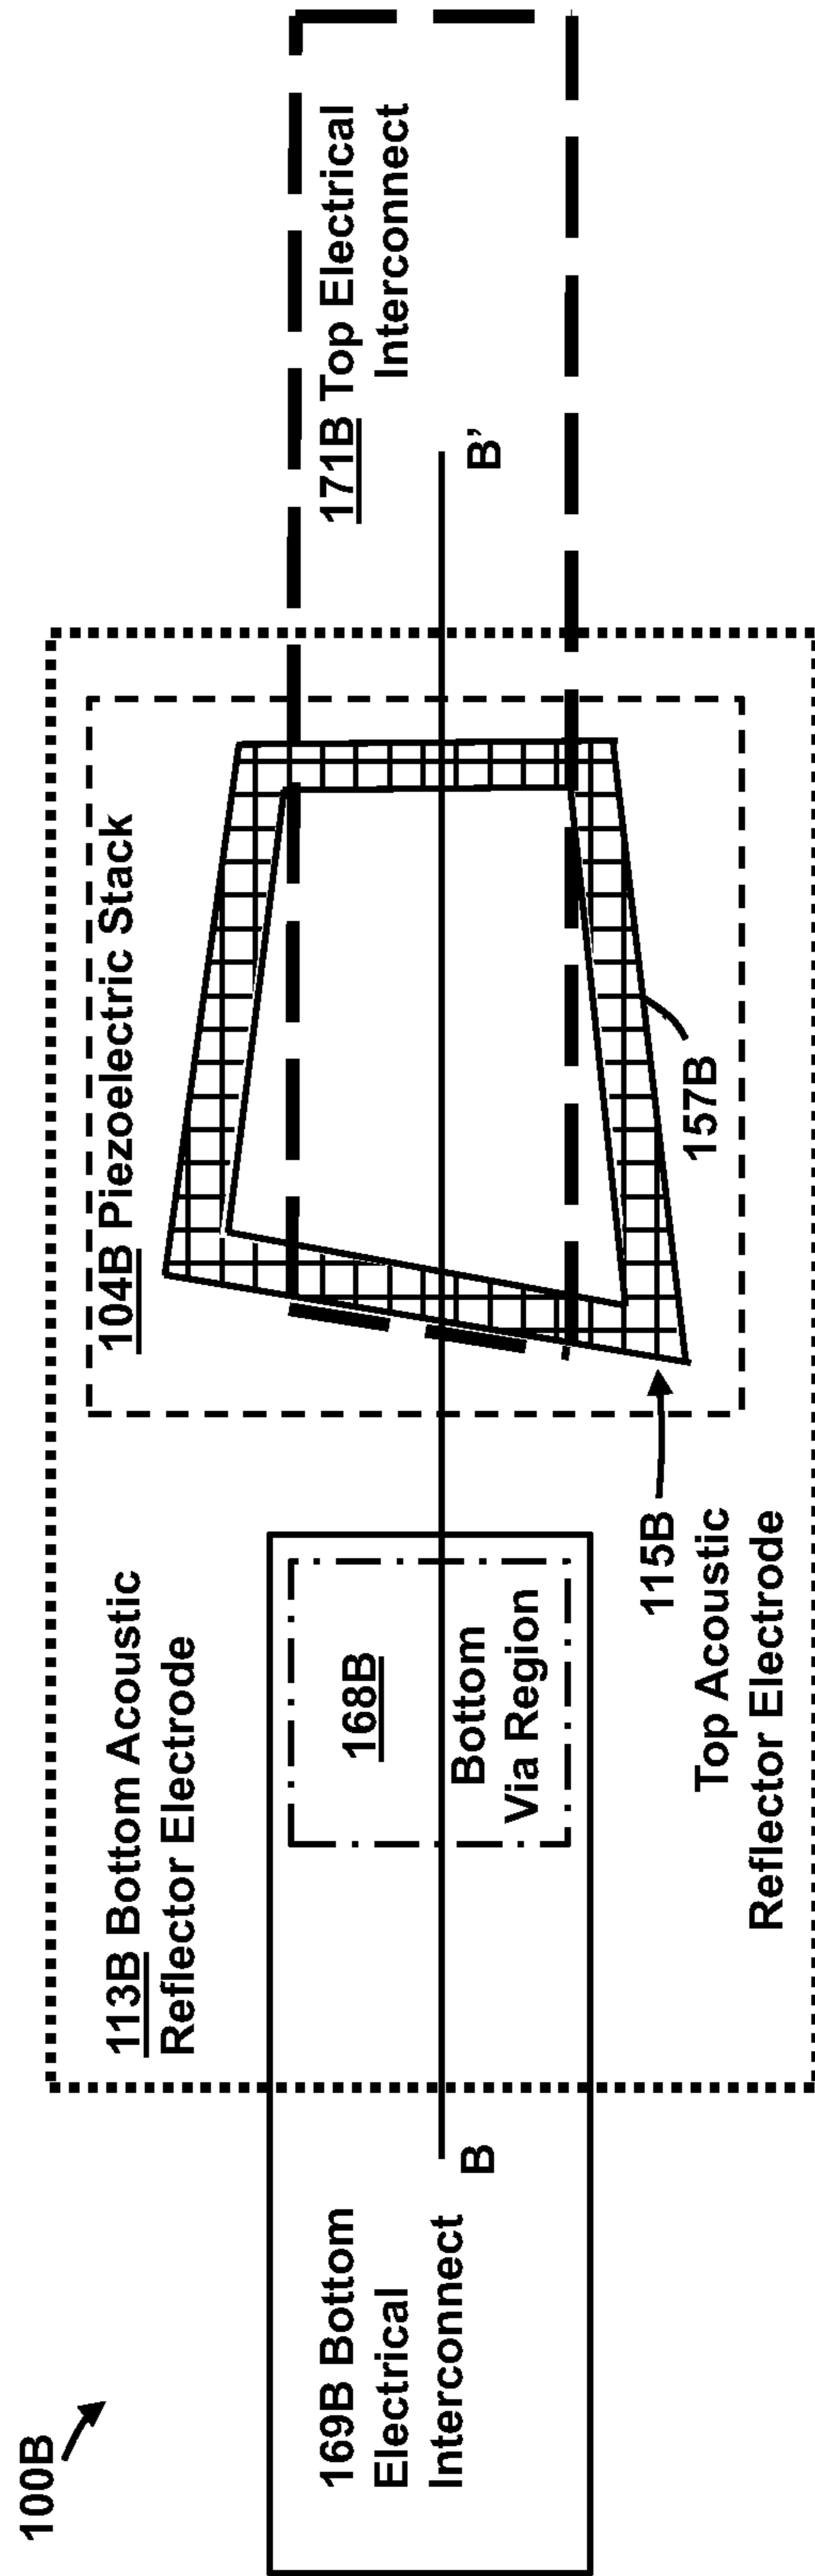 100B
169B Bottom
Electrical
Interconnect
B
113B Bottom Acoustic
Reflector Electrode
168B
Bottom
Via Region
115B
Top Acoustic
Reflector Electrode
104B Piezoelectric Stack
157B
B’
171B Top Electrical
Interconnect